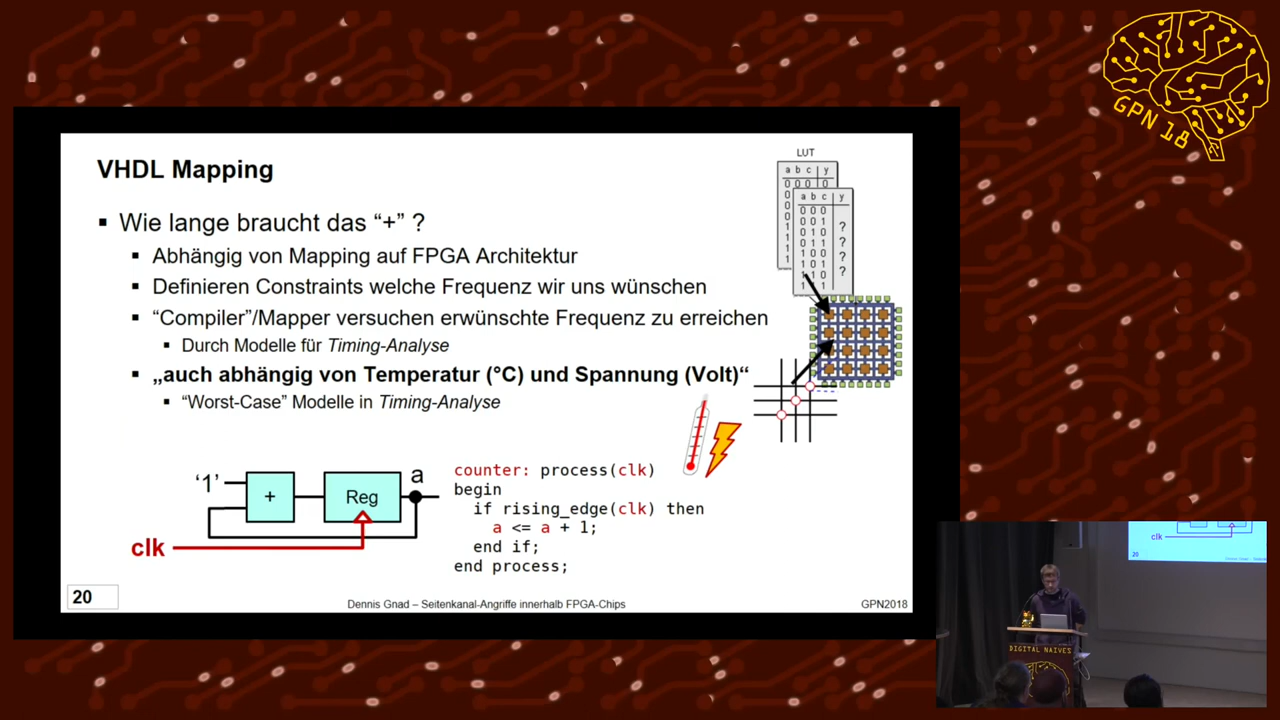 GPN 18
VHDL Mapping
Wie lange braucht das “+” ?
Abhängig von Mapping auf FPGA Architektur
Definieren Constraints welche Frequenz wir uns wünschen
“Compiler”/Mapper versuchen erwünschte Frequenz zu erreichen
Durch Modelle für Timing-Analyse
„auch abhängig von Temperatur (°C) und Spannung (Volt)“
“Worst-Case” Modelle in Timing-Analyse
LUT
a b c y
0 0 0 0
a b c y
0 0 0
0 0 1 ?
0 1 0
0 1 1 ?
1 0 0
1 0 1 ?
1 1 0
‘1’
+
Reg
a
clk
counter: process(clk)
begin
if rising_edge(clk) then
a <= a + 1;
end if;
end process;
20
Dennis Gnad – Seitenkanal-Angriffe innerhalb FPGA-Chips
GPN2018
clk
20
DIGITAL NAIVES